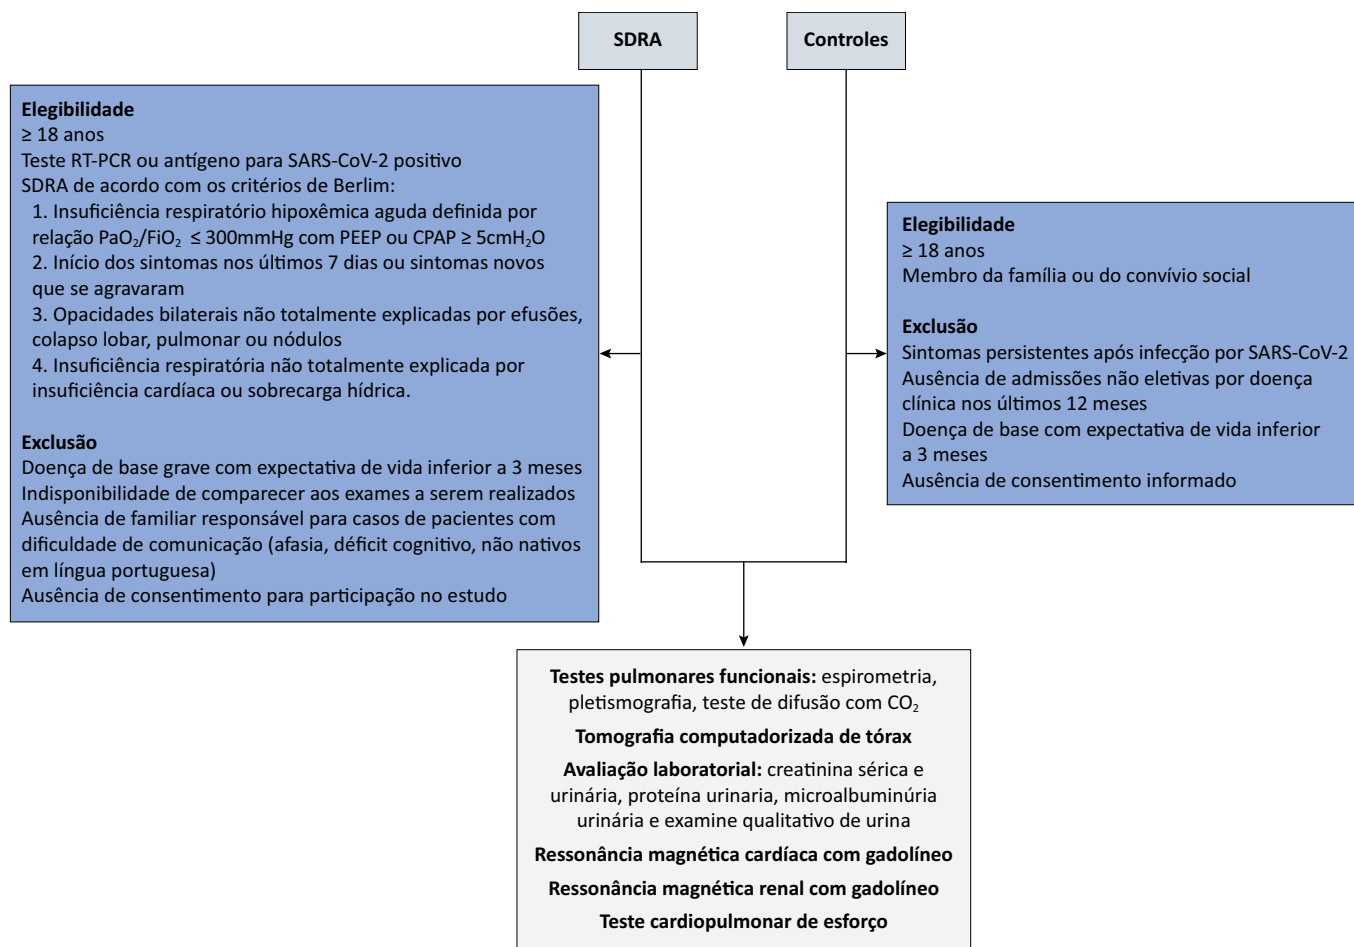 SDRA
Controles
Elegibilidade
≥ 18 anos
Teste RT-PCR ou antígeno para SARS-CoV-2 positivo
SDRA de acordo com os critérios de Berlim:
1. Insuficiência respiratório hipoxêmica aguda definida por
relação PaO₂/FiO₂ ≤ 300mmHg com PEEP ou CPAP ≥ 5cmH₂O
2. Início dos sintomas nos últimos 7 dias ou sintomas novos
que se agravaram
3. Opacidades bilaterais não totalmente explicadas por efusões,
colapso lobar, pulmonar ou nódulos
4. Insuficiência respiratória não totalmente explicada por
insuficiência cardíaca ou sobrecarga hídrica.
Exclusão
Doença de base grave com expectativa de vida inferior a 3 meses
Indisponibilidade de comparecer aos exames a serem realizados
Ausência de familiar responsável para casos de pacientes com
dificuldade de comunicação (afasia, déficit cognitivo, não nativos
em língua portuguesa)
Ausência de consentimento para participação no estudo
Elegibilidade
≥ 18 anos
Membro da família ou do convívio social
Exclusão
Sintomas persistentes após infecção por SARS-CoV-2
Ausência de admissões não eletivas por doença
clínica nos últimos 12 meses
Doença de base com expectativa de vida inferior
a 3 meses
Ausência de consentimento informado
Testes pulmonares funcionais: espirometria,
pletismografia, teste de difusão com CO₂
Tomografia computadorizada de tórax
Avaliação laboratorial: creatinina sérica e
urinária, proteína urinaria, microalbuminúria
urinária e examine qualitativo de urina
Ressonância magnética cardíaca com gadolíneo
Ressonância magnética renal com gadolíneo
Teste cardiopulmonar de esforço